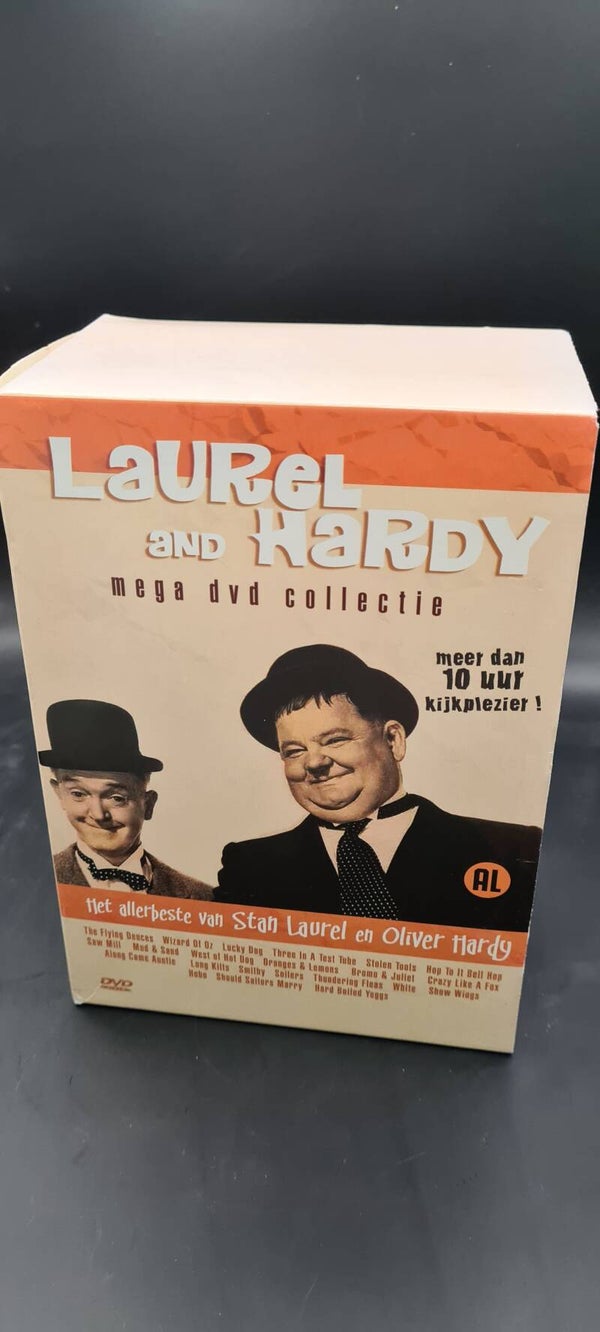 LaUReL
aND HaRDY
mega dvd collectie
meer dan
10 uur
kijkplezier !
AL
Het allerbeste van Stan Laurel en Oliver Hardy
The Flying Deuces Wizard Of Oz Lucky Dog Three In A Test Tube Stolen Tools Hop To It Bell Hop
Saw Mill Mud & Sand West of Hot Dog Oranges & Lemons Bromo & Juliet Crazy Like A Fox
Along Came Auntie Long Kilts Smithy Sailers Thundering Fleas White Show Wings
Hobo Should Sailors Marry Hard Boiled Yeggs
DVD